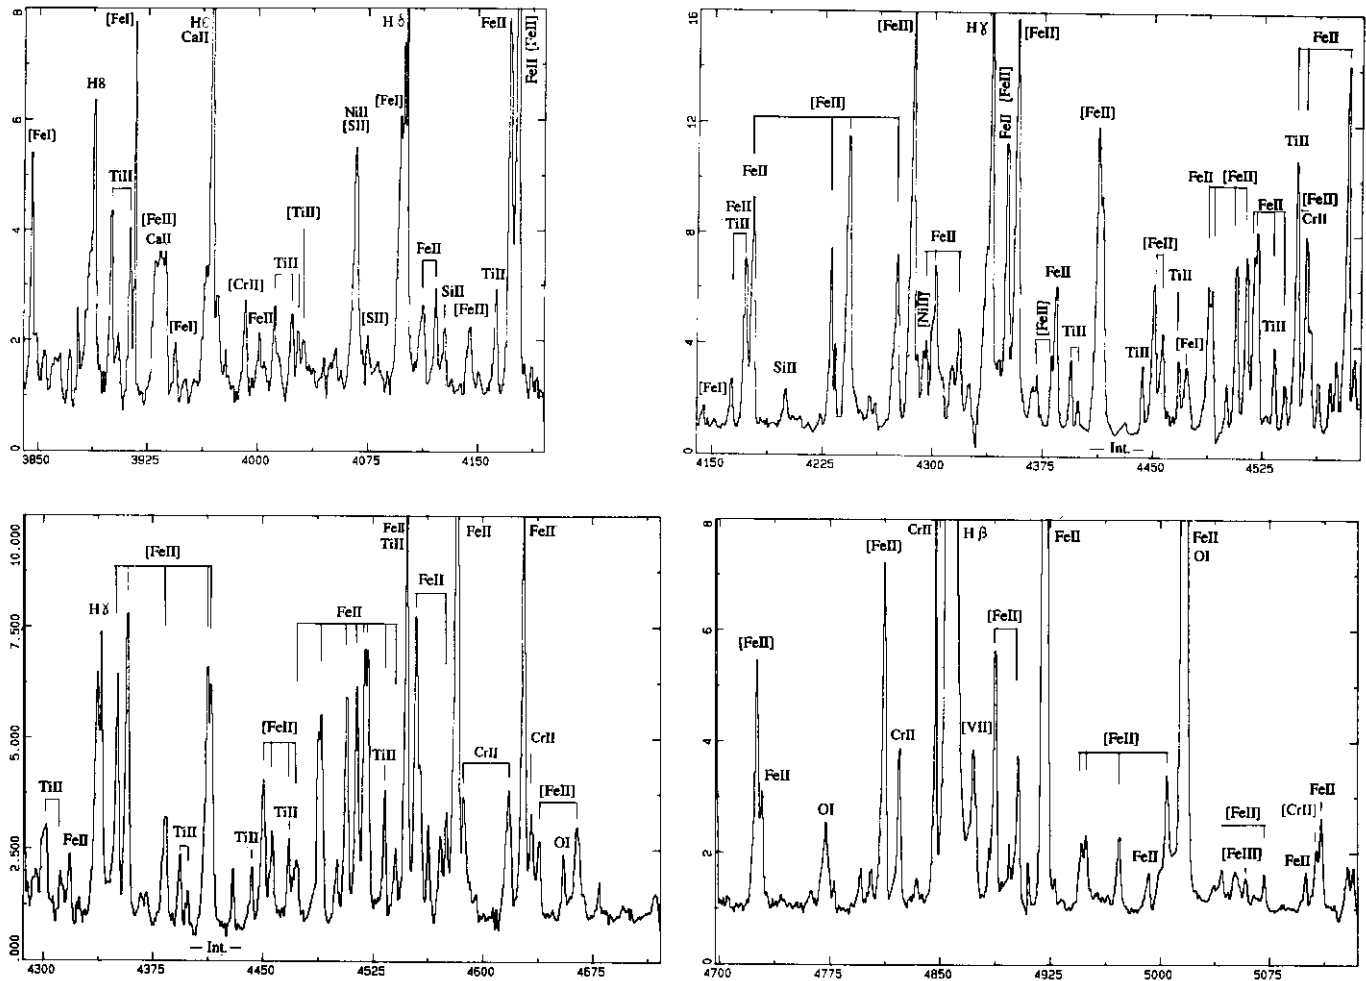 8
6
4
2
0
[FeI]
H8
TiII
[FeI]
[FeII]
CaII
[FeI]
Hε
CaII
[CrII]
FeII
TiII
[TiII]
NiII
[SII]
[SII]
[FeI]
H δ
FeII
SiII
[FeII]
TiII
FeII
FeII [FeII]
3850 3925 4000 4075 4150
16
12
8
4
0
[FeI]
FeII
TiII
FeII
SiII
[FeII]
[FeII]
[NiII]
FeII
H γ
FeII [FeII]
[FeII]
[FeII]
FeII
TiII
[FeII]
TiII
[FeII]
TiII
[FeI]
FeII [FeII]
FeII
TiII
TiII
[FeII]
CrII
FeII
— Int. —
4150 4225 4300 4375 4450 4525
10.000
7.500
5.000
2.500
.000
TiII
FeII
H γ
[FeII]
TiII
TiII
[FeII]
TiII
FeII
TiII
FeII
TiII
FeII
FeII
CrII
FeII
CrII
[FeII]
OI
— Int. —
4300 4375 4450 4525 4600 4675
8
6
4
2
0
[FeII]
FeII
OI
[FeII]
CrII
CrII
H β
[VII]
[FeII]
FeII
[FeII]
FeII
FeII
OI
[FeII]
[FeIII]
FeII
[CrII]
FeII
4700 4775 4850 4925 5000 5075